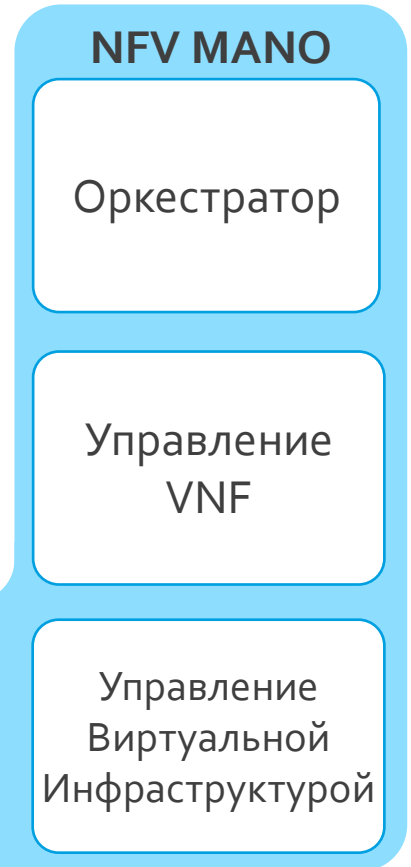 NFV MANO
Оркестратор
Управление
VNF
Управление
Виртуальной
Инфраструктурой